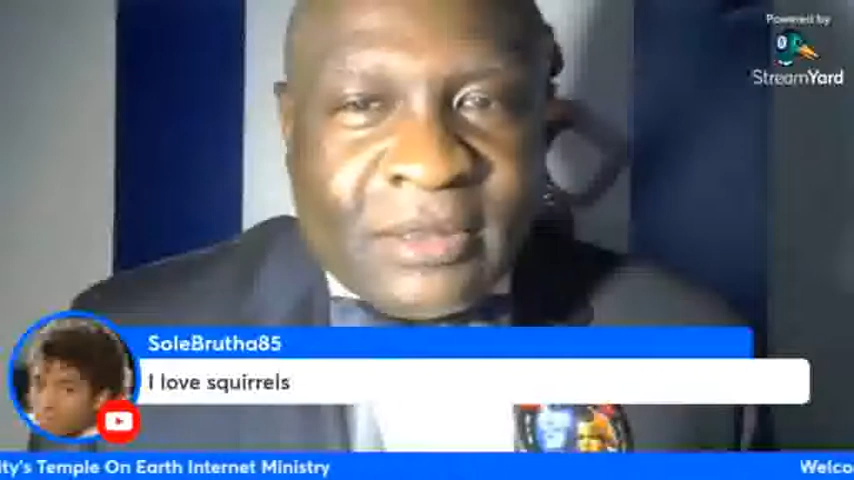 Powered by
StreamYard
SoleBrutha85
I love squirrels
ity's Temple On Earth Internet Ministry
Welco